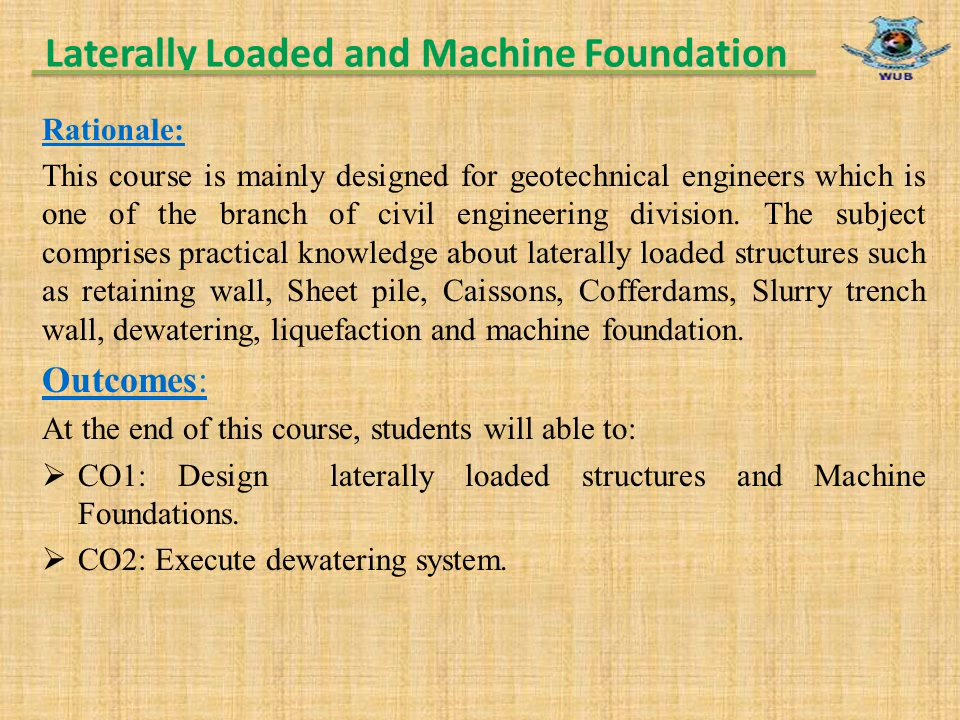 Laterally Loaded and Machine Foundation
WUB
Rationale:
This course is mainly designed for geotechnical engineers which is
one of the branch of civil engineering division. The subject
comprises practical knowledge about laterally loaded structures such
as retaining wall, Sheet pile, Caissons, Cofferdams, Slurry trench
wall, dewatering, liquefaction and machine foundation.
Outcomes:
At the end of this course, students will able to:
➢ CO1: Design laterally loaded structures and Machine
Foundations.
➢ CO2: Execute dewatering system.